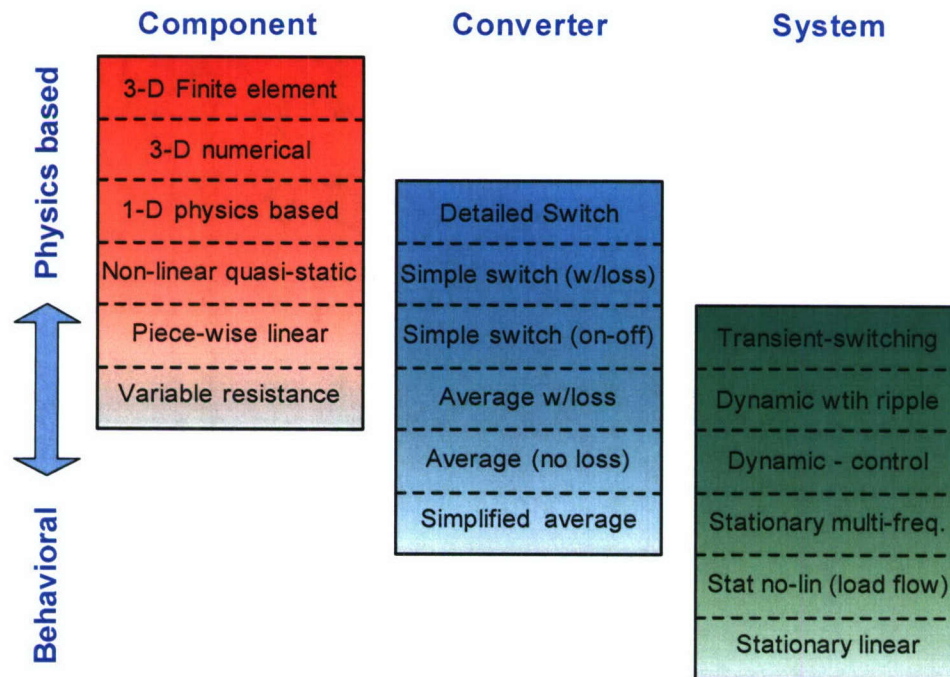 Component
Converter
System
Physics based
Behavioral
3-D Finite element
3-D numerical
1-D physics based
Non-linear quasi-static
Piece-wise linear
Variable resistance
Detailed Switch
Simple switch (w/loss)
Simple switch (on-off)
Average w/loss
Average (no loss)
Simplified average
Transient-switching
Dynamic wtih ripple
Dynamic - control
Stationary multi-freq.
Stat no-lin (load flow)
Stationary linear